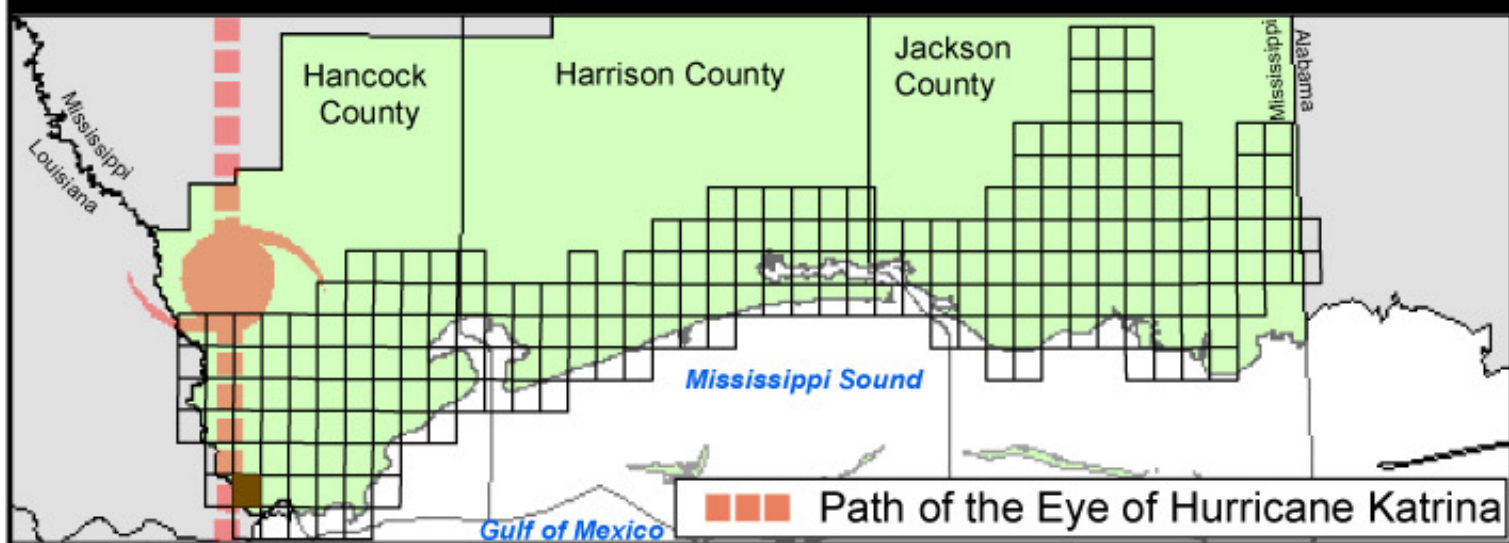 Hancock
County
Harrison County
Jackson
County
Mississippi
Alabama
Mississippi
Louisiana
Mississippi Sound
Gulf of Mexico
Path of the Eye of Hurricane Katrina